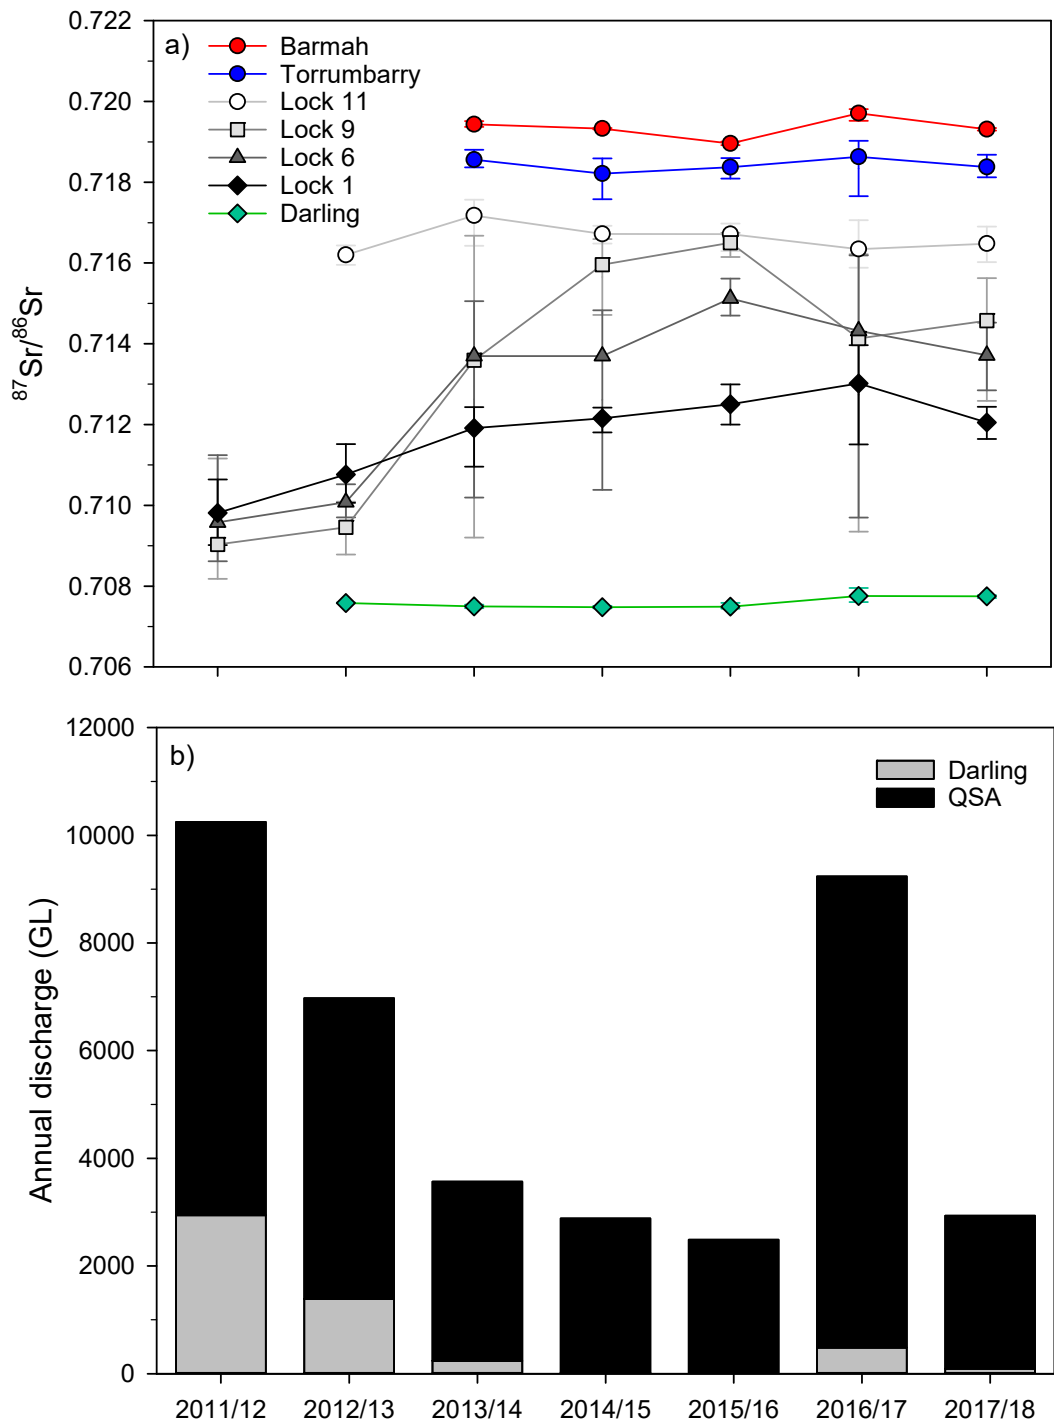 a)
Barmah
Torrumbarry
Lock 11
Lock 9
Lock 6
Lock 1
Darling
0.722
0.720
0.718
0.716
0.714
0.712
0.710
0.708
0.706
⁸⁷Sr/⁸⁶Sr
b)
Darling
QSA
12000
10000
8000
6000
4000
2000
0
Annual discharge (GL)
2011/12 2012/13 2013/14 2014/15 2015/16 2016/17 2017/18